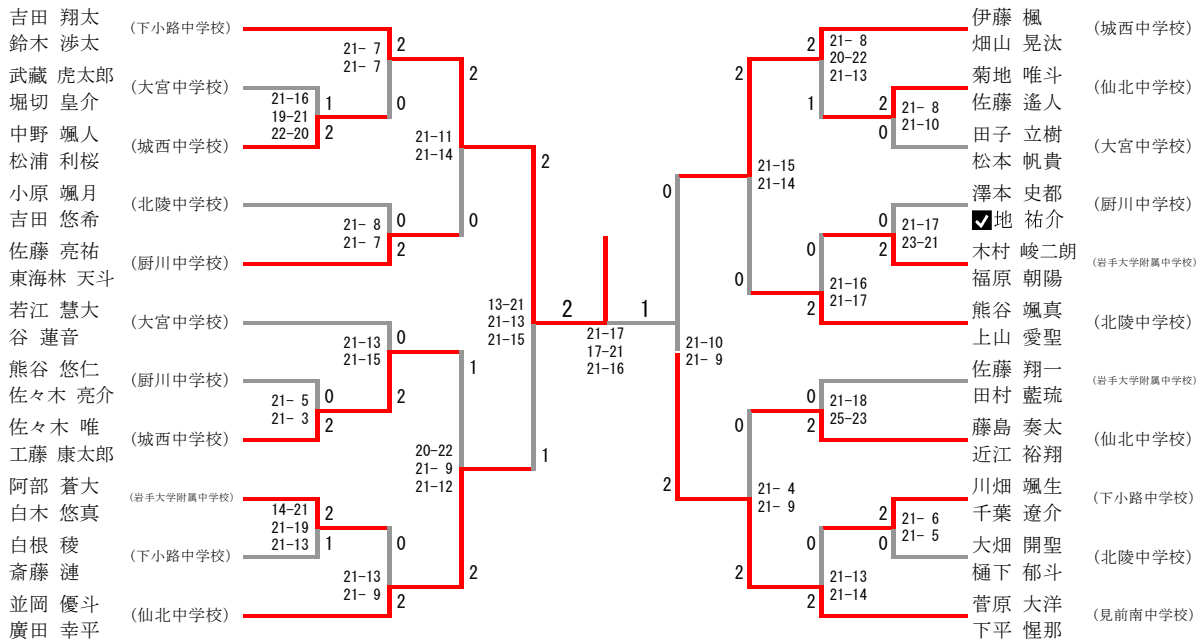 吉田 翔太
鈴木 渉太
(下小路中学校)
武藏 虎太郎
堀切 皇介
(大宮中学校)
中野 颯人
松浦 利桜
(城西中学校)
小原 颯月
吉田 悠希
(北陵中学校)
佐藤 亮祐
東海林 天斗
(厨川中学校)
若江 慧大
谷 蓮音
(大宮中学校)
熊谷 悠仁
佐々木 亮介
(厨川中学校)
佐々木 唯
工藤 康太郎
(城西中学校)
阿部 蒼大
白木 悠真
(岩手大学附属中学校)
白根 稜
斎藤 漣
(下小路中学校)
並岡 優斗
廣田 幸平
(仙北中学校)
21- 7
21- 7
2
0
21-16
19-21
22-20
1
2
21-11
21-14
2
0
21- 8
21- 7
0
2
13-21
21-13
21-15
2
1
21-13
21-15
0
2
21- 5
21- 3
0
2
20-22
21- 9
21-12
1
2
14-21
21-19
21-13
2
1
21-13
21- 9
0
2
2
1
21-17
17-21
21-16
伊藤 楓
畑山 晃汰
(城西中学校)
菊地 唯斗
佐藤 遙人
(仙北中学校)
田子 立樹
松本 帆貴
(大宮中学校)
澤本 史都
地 祐介
(厨川中学校)
木村 峻二朗
福原 朝陽
(岩手大学附属中学校)
熊谷 颯真
上山 愛聖
(北陵中学校)
佐藤 翔一
田村 藍琉
(岩手大学附属中学校)
藤島 奏太
近江 裕翔
(仙北中学校)
川畑 颯生
千葉 遼介
(下小路中学校)
大畑 開聖
樋下 郁斗
(北陵中学校)
菅原 大洋
下平 惺那
(見前南中学校)
2
1
21- 8
20-22
21-13
2
0
21- 8
21-10
2
0
21-15
21-14
0
2
21-17
23-21
0
2
21-16
21-17
0
2
21-10
21- 9
0
2
21-18
25-23
0
2
21- 4
21- 9
2
0
21- 6
21- 5
0
2
21-13
21-14